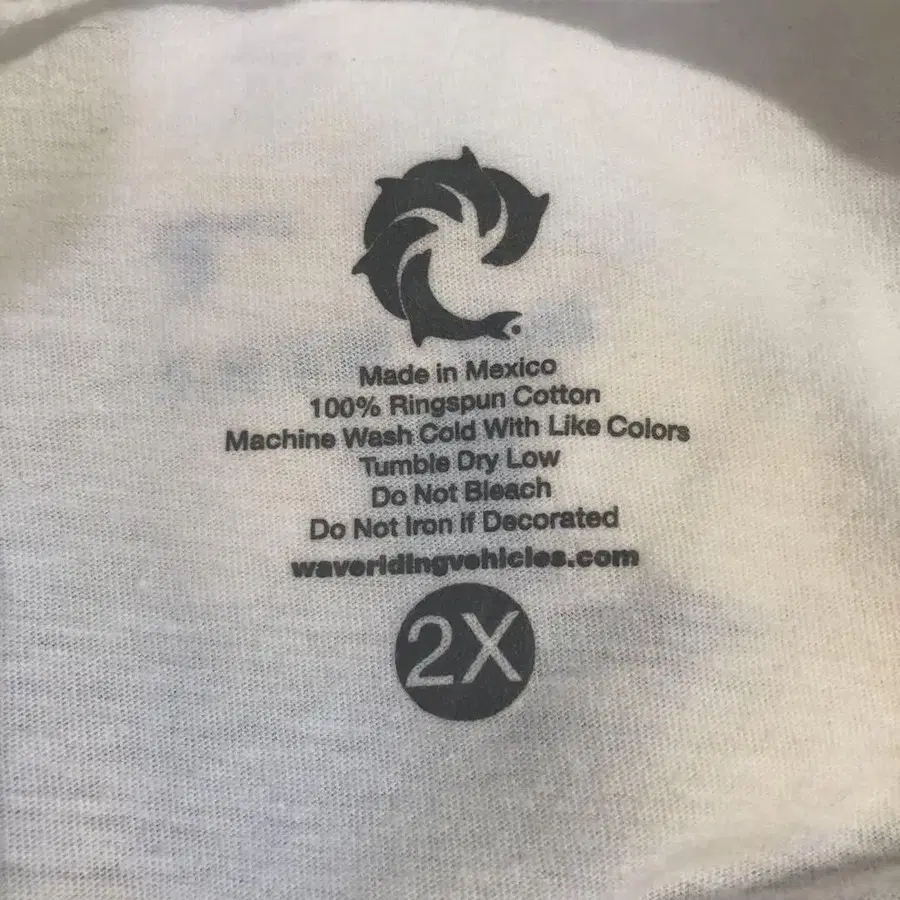 Made in Mexico
100% Ringspun Cotton
Machine Wash Cold With Like Colors
Tumble Dry Low
Do Not Bleach
Do Not Iron if Decorated
waveridingvehicles.com
2X